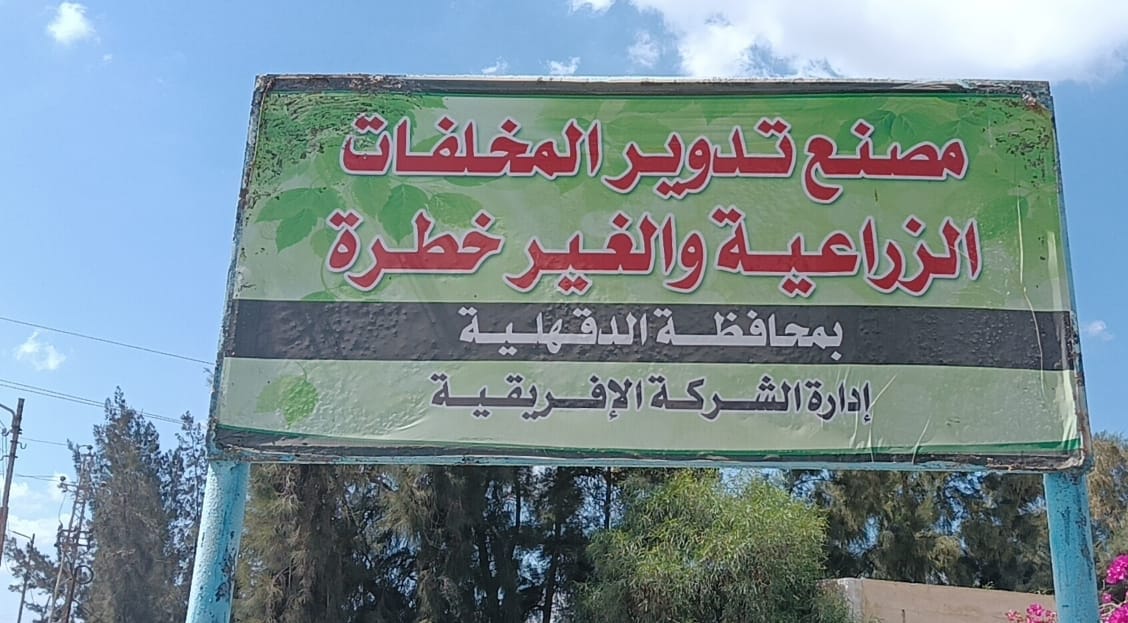 مصنع تدوير المخلفات
الزراعية والغير خطرة
بمحافظة الدقهلية
إدارة الشركة الإفريقية